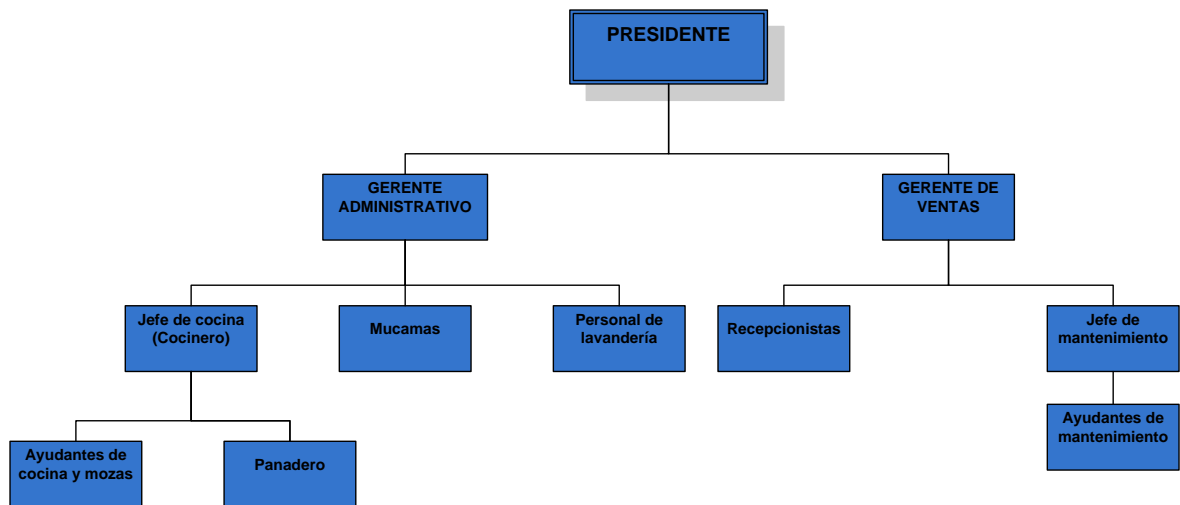 PRESIDENTE
GERENTE
ADMINISTRATIVO
GERENTE DE
VENTAS
Jefe de cocina
(Cocinero)
Mucamas
Personal de
lavandería
Recepcionistas
Jefe de
mantenimiento
Ayudantes de
cocina y mozas
Panadero
Ayudantes de
mantenimiento